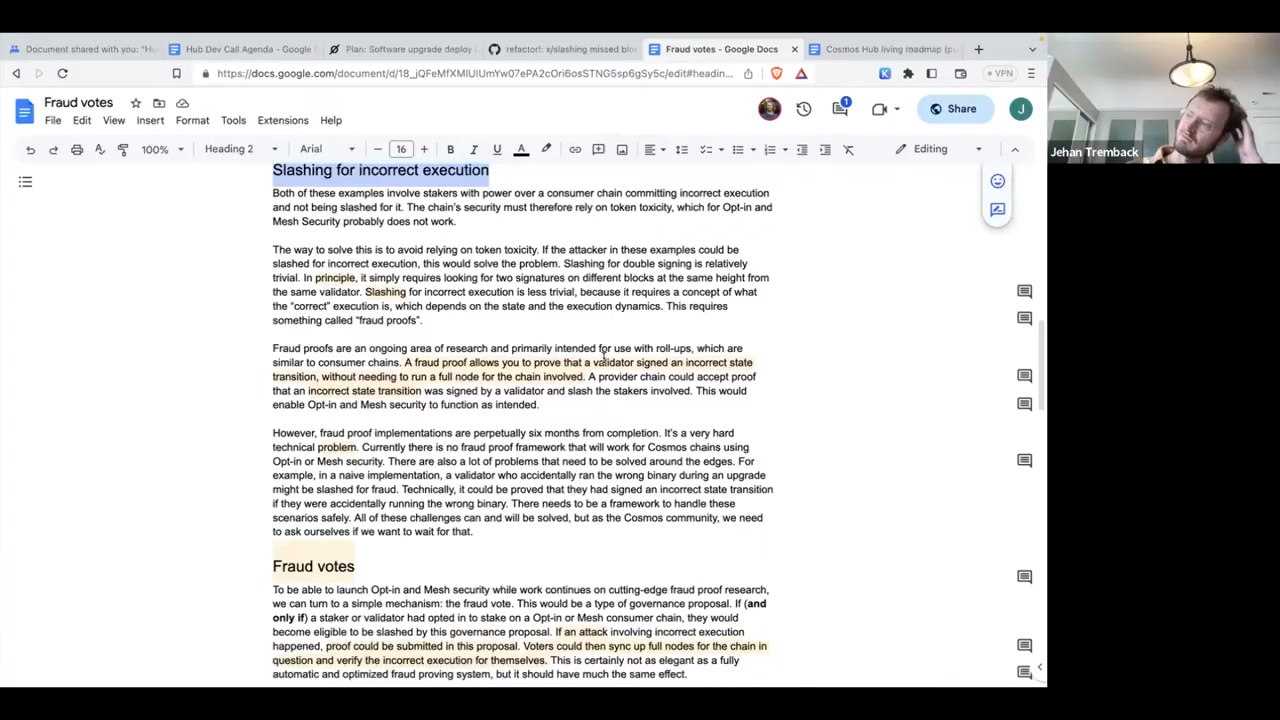 Document shared with you: "Hu
Hub Dev Call Agenda - Google
Plan: Software upgrade deploy
refactor!: x/slashing missed blo
Fraud votes - Google Docs
Cosmos Hub living roadmap (pu
https://docs.google.com/document/d/18_jQFeMfXMlUlUmYw07ePA2cOri6osSTNG5sp6gSy5c/edit#headin...
VPN
Fraud votes
File Edit View Insert Format Tools Extensions Help
1
Share
J
100% Heading 2 Arial 16 B I U A Editing
Slashing for incorrect execution
Both of these examples involve stakers with power over a consumer chain committing incorrect execution
and not being slashed for it. The chain's security must therefore rely on token toxicity, which for Opt-in and
Mesh Security probably does not work.
The way to solve this is to avoid relying on token toxicity. If the attacker in these examples could be
slashed for incorrect execution, this would solve the problem. Slashing for double signing is relatively
trivial. In principle, it simply requires looking for two signatures on different blocks at the same height from
the same validator. Slashing for incorrect execution is less trivial, because it requires a concept of what
the "correct" execution is, which depends on the state and the execution dynamics. This requires
something called "fraud proofs".
Fraud proofs are an ongoing area of research and primarily intended for use with roll-ups, which are
similar to consumer chains. A fraud proof allows you to prove that a validator signed an incorrect state
transition, without needing to run a full node for the chain involved. A provider chain could accept proof
that an incorrect state transition was signed by a validator and slash the stakers involved. This would
enable Opt-in and Mesh security to function as intended.
However, fraud proof implementations are perpetually six months from completion. It's a very hard
technical problem. Currently there is no fraud proof framework that will work for Cosmos chains using
Opt-in or Mesh security. There are also a lot of problems that need to be solved around the edges. For
example, in a naive implementation, a validator who accidentally ran the wrong binary during an upgrade
might be slashed for fraud. Technically, it could be proved that they had signed an incorrect state transition
if they were accidentally running the wrong binary. There needs to be a framework to handle these
scenarios safely. All of these challenges can and will be solved, but as the Cosmos community, we need
to ask ourselves if we want to wait for that.
Fraud votes
To be able to launch Opt-in and Mesh security while work continues on cutting-edge fraud proof research,
we can turn to a simple mechanism: the fraud vote. This would be a type of governance proposal. If (and
only if) a staker or validator had opted in to stake on a Opt-in or Mesh consumer chain, they would
become eligible to be slashed by this governance proposal. If an attack involving incorrect execution
happened, proof could be submitted in this proposal. Voters could then sync up full nodes for the chain in
question and verify the incorrect execution for themselves. This is certainly not as elegant as a fully
automatic and optimized fraud proving system, but it should have much the same effect.
Jehan Tremback